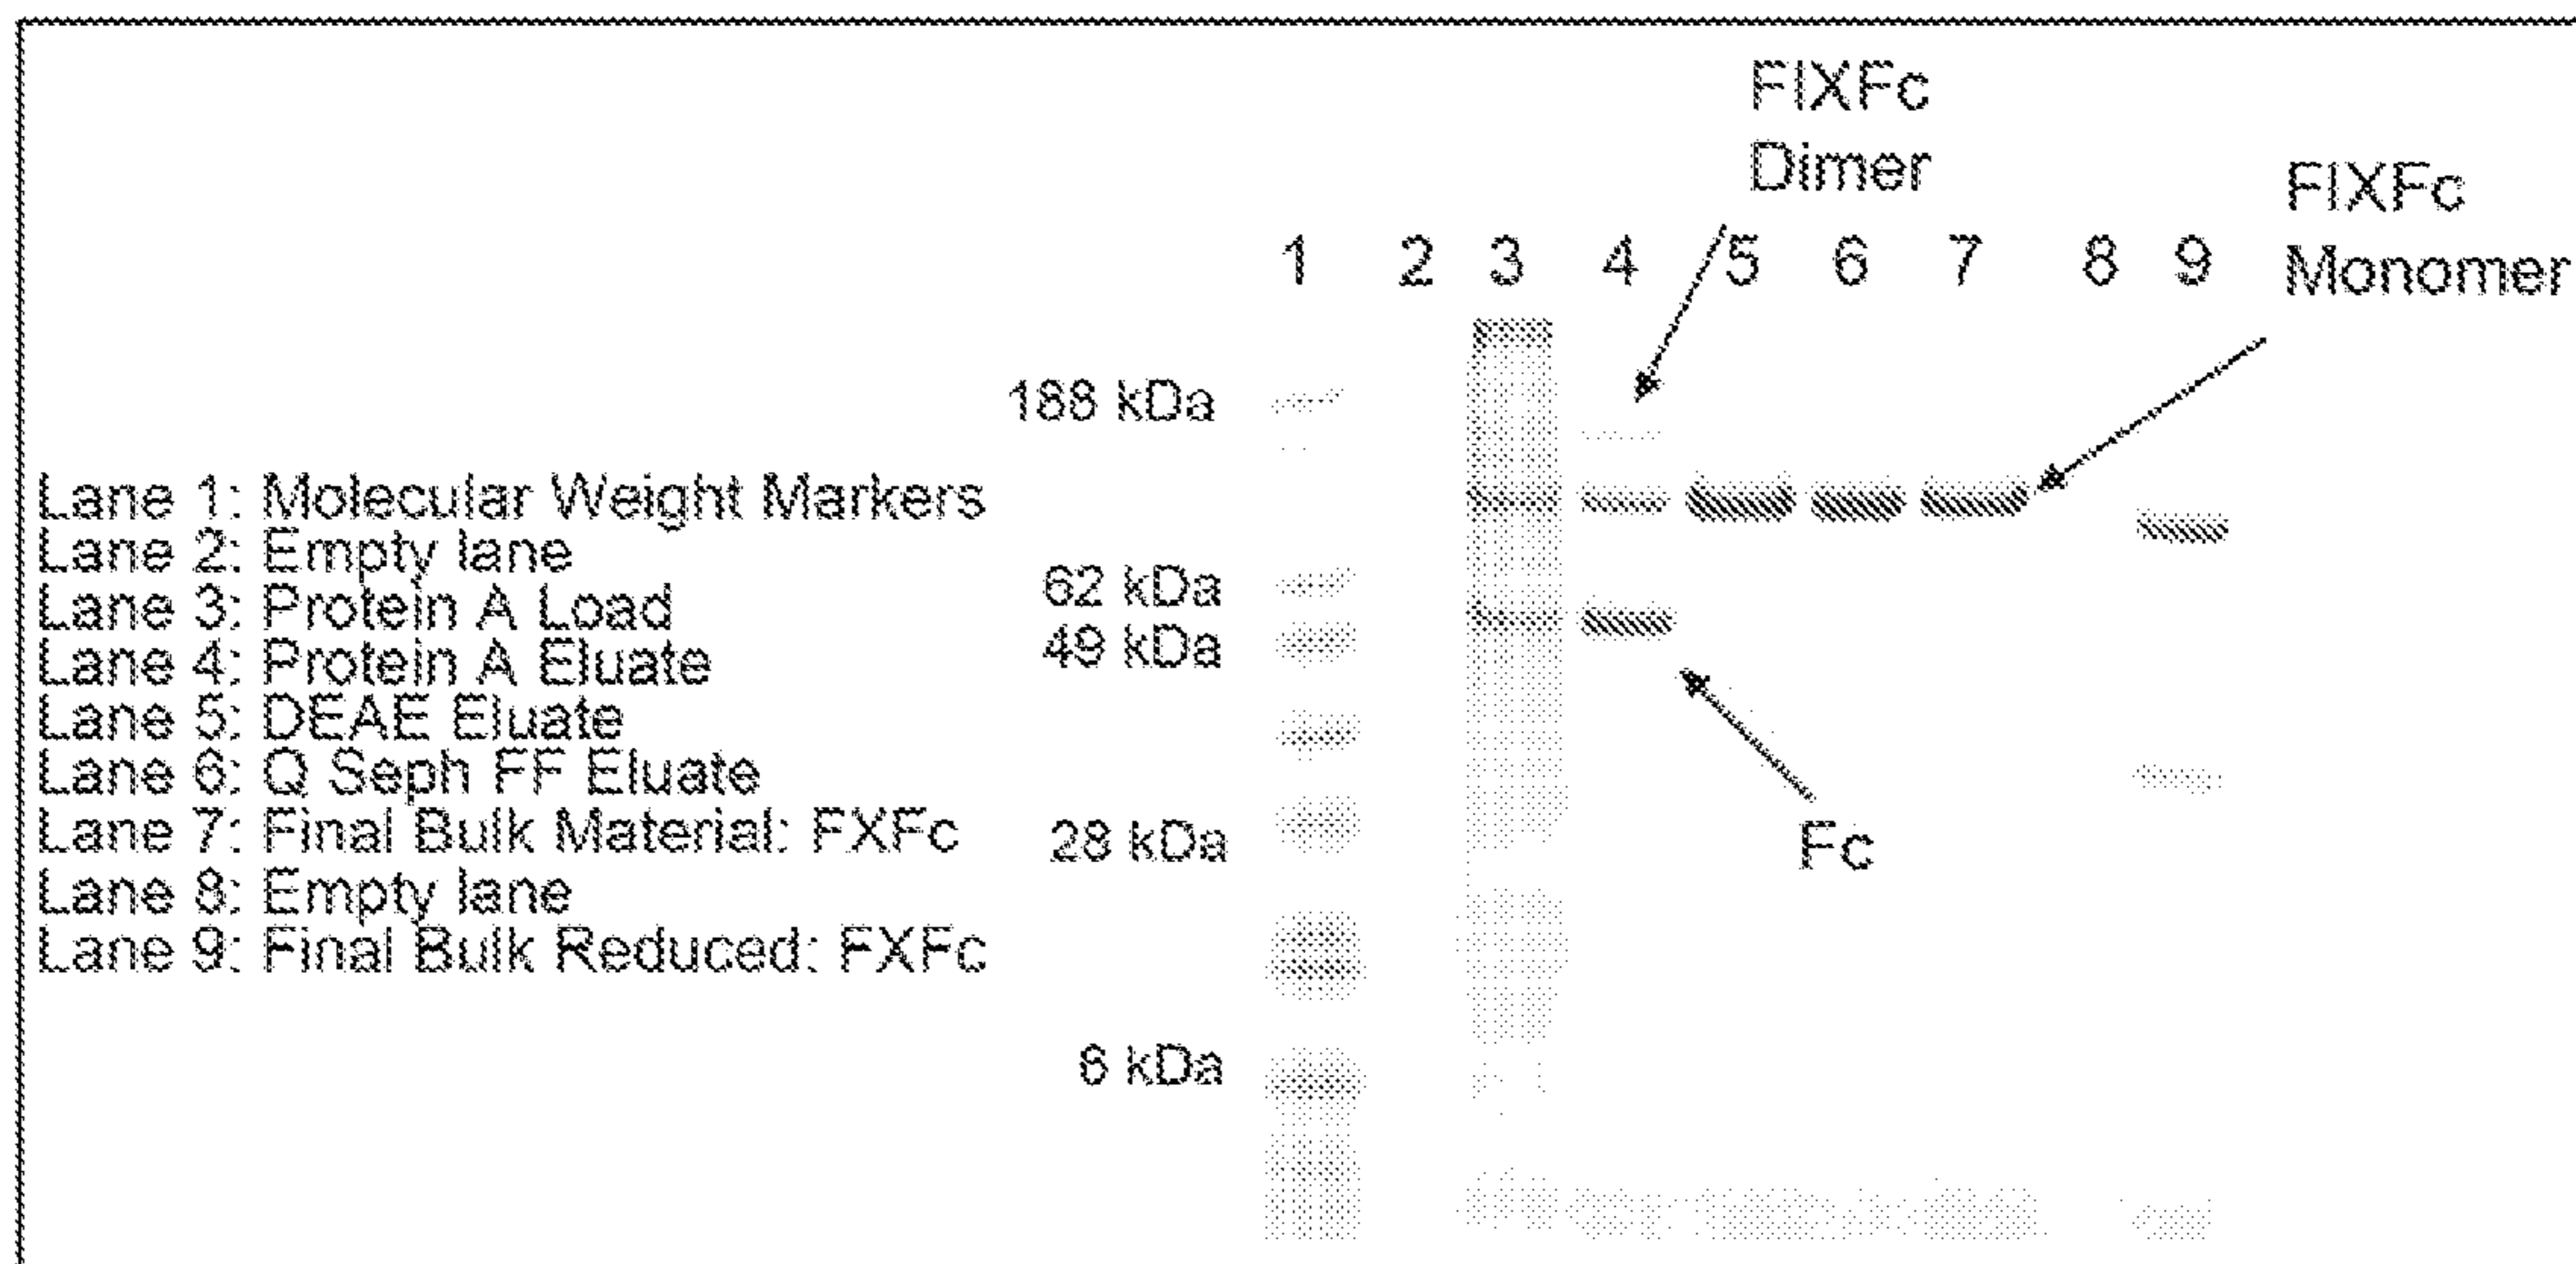 FIXFc
Dimer
FIXFc
Monomer
1 2 3 4 5 6 7 8 9
188 kDa
62 kDa
49 kDa
28 kDa
6 kDa
Fc
Lane 1: Molecular Weight Markers
Lane 2: Empty lane
Lane 3: Protein A Load
Lane 4: Protein A Eluate
Lane 5: DEAE Eluate
Lane 6: Q Seph FF Eluate
Lane 7: Final Bulk Material: FXFc
Lane 8: Empty lane
Lane 9: Final Bulk Reduced: FXFc